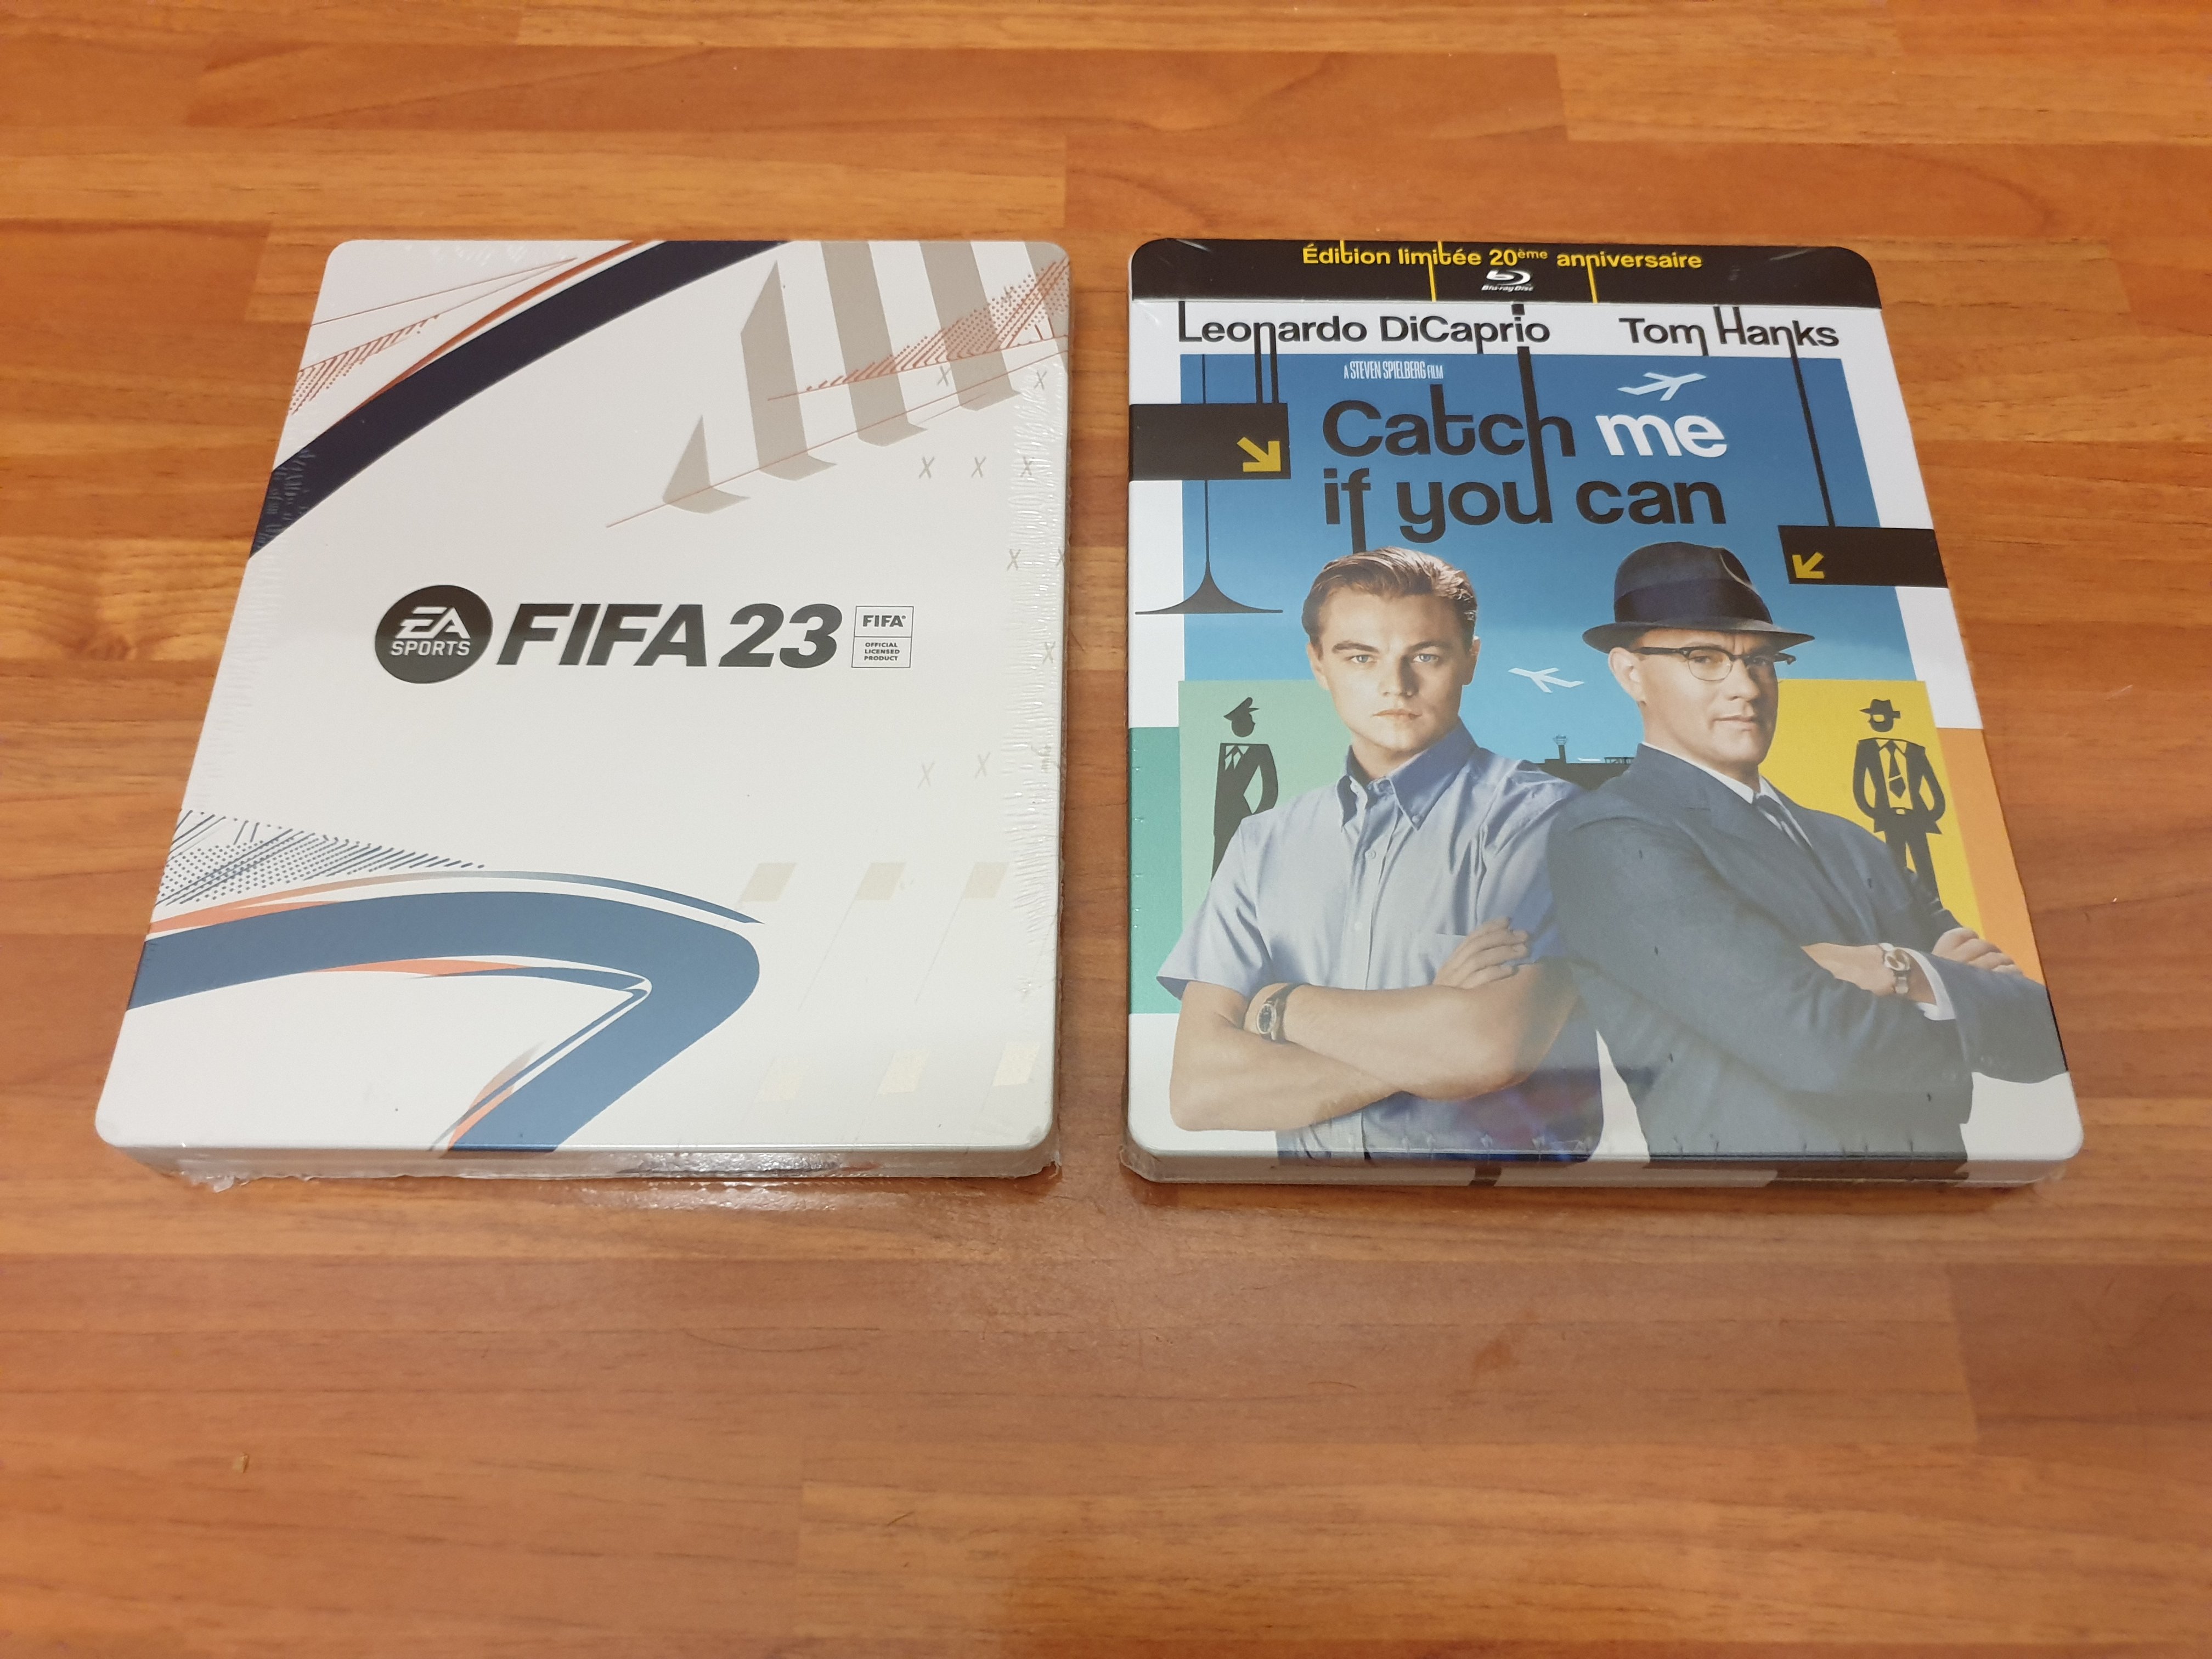 EA
SPORTS
FIFA 23
FIFA
OFFICIAL
LICENSED
PRODUCT
Édition limitée 20ème anniversaire
Blu-ray Disc
Leonardo DiCaprio Tom Hanks
A STEVEN SPIELBERG FILM
Catch me
if you can